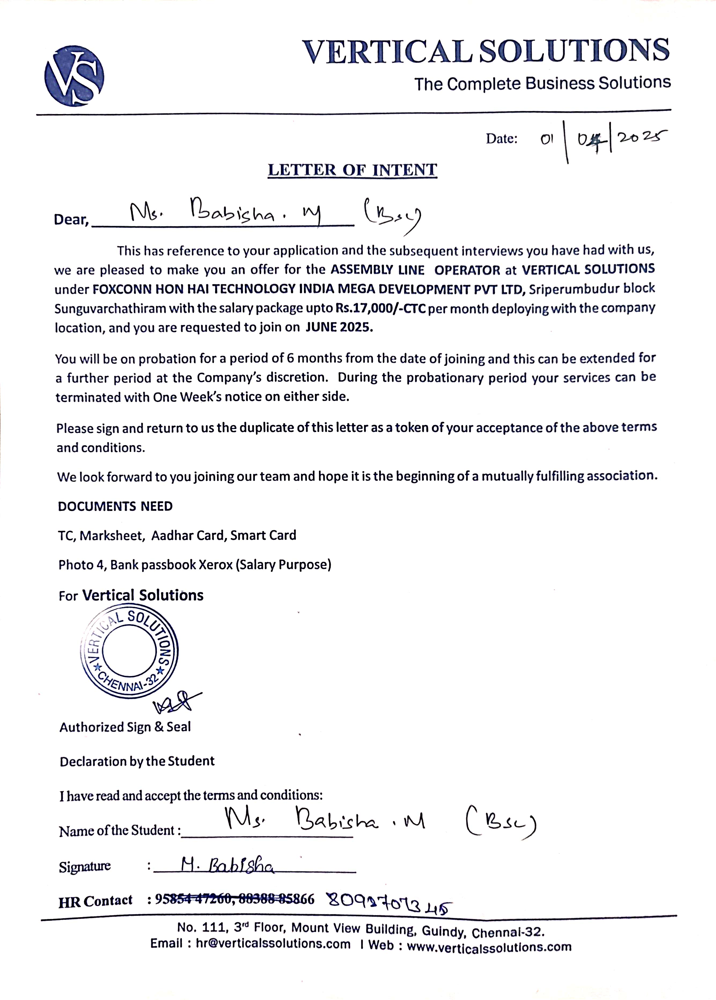 VS
VERTICAL SOLUTIONS
The Complete Business Solutions
Date: 01/04/2025
LETTER OF INTENT
Dear, Ms. Babisha. M (Bsc)
This has reference to your application and the subsequent interviews you have had with us,
we are pleased to make you an offer for the ASSEMBLY LINE OPERATOR at VERTICAL SOLUTIONS
under FOXCONN HON HAI TECHNOLOGY INDIA MEGA DEVELOPMENT PVT LTD, Sriperumbudur block
Sunguvarchathiram with the salary package upto Rs.17,000/-CTC per month deploying with the company
location, and you are requested to join on JUNE 2025.
You will be on probation for a period of 6 months from the date of joining and this can be extended for
a further period at the Company's discretion. During the probationary period your services can be
terminated with One Week's notice on either side.
Please sign and return to us the duplicate of this letter as a token of your acceptance of the above terms
and conditions.
We look forward to you joining our team and hope it is the beginning of a mutually fulfilling association.
DOCUMENTS NEED
TC, Marksheet, Aadhar Card, Smart Card
Photo 4, Bank passbook Xerox (Salary Purpose)
For Vertical Solutions
VERTICAL SOLUTIONS
★ CHENNAI-32 ★
Authorized Sign & Seal
Declaration by the Student
I have read and accept the terms and conditions:
Name of the Student : Ms. Babisha . M (Bsc)
Signature : M. Babisha
HR Contact : 95854 47260, 88388 85866
No. 111, 3rd Floor, Mount View Building, Guindy, Chennai-32.
Email : hr@verticalssolutions.com I Web : www.verticalssolutions.com